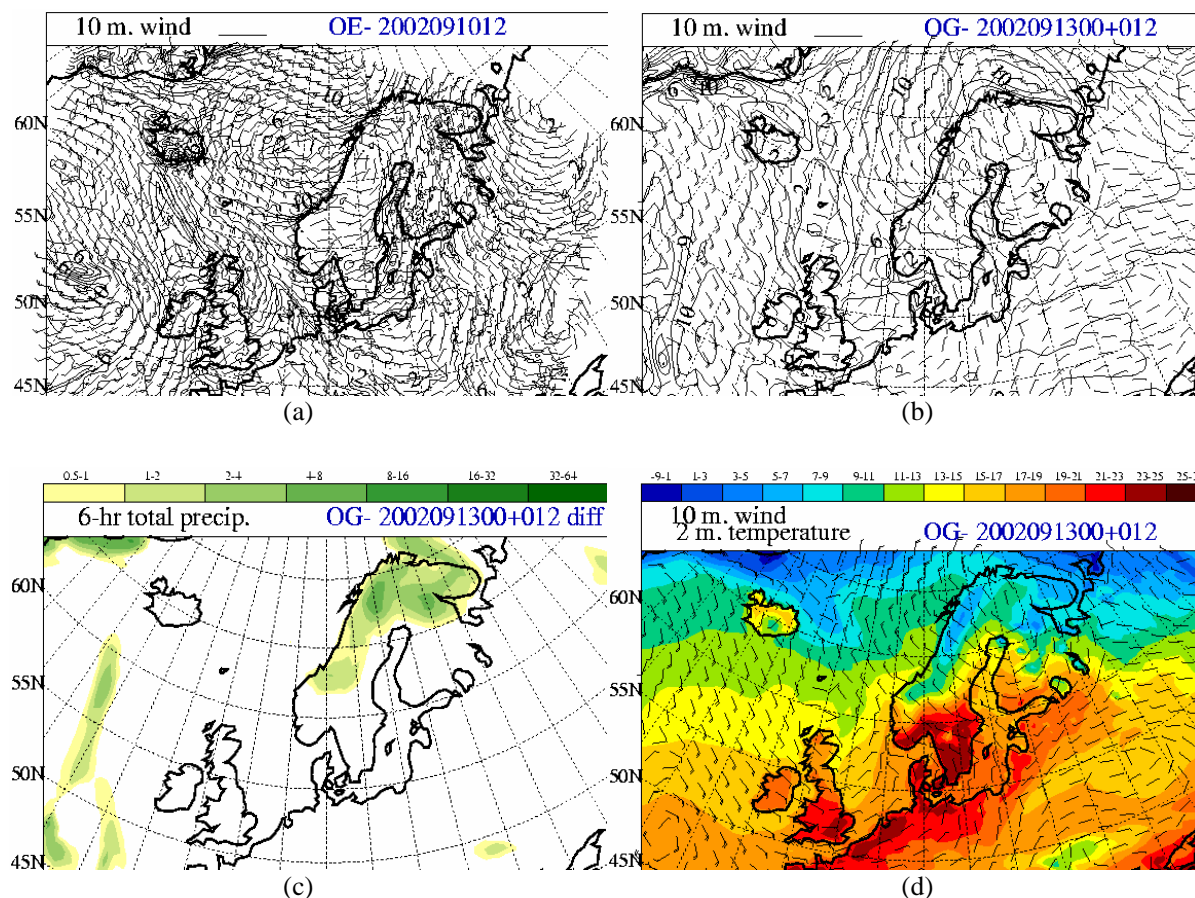 10 m. wind OE- 2002091012
60N
55N
50N
45N
(a)
10 m. wind OG- 2002091300+012
60N
55N
50N
45N
(b)
0.5-1 1-2 2-4 4-8 8-16 16-32 32-64
6-hr total precip. OG- 2002091300+012 diff
60N
55N
50N
45N
(c)
-9-1 1-3 3-5 5-7 7-9 9-11 11-13 13-15 15-17 17-19 19-21 21-23 23-25
10 m. wind
2 m. temperature OG- 2002091300+012
60N
55N
50N
45N
(d)